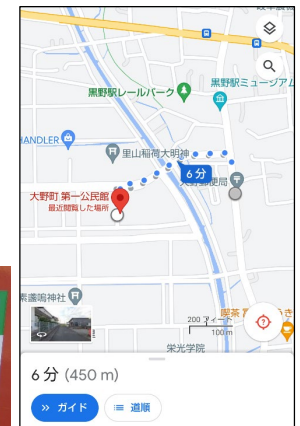 黒野駅レールパーク
黒野駅ミュージアム
HANDLER
里山稲荷大明神
6 分
大野郵便局
大野町 第一公民館
最近閲覧した場所
素盞嗚神社
200 フィート
100 m
喫茶
栄光学院
6 分 (450 m)
ガイド
道順